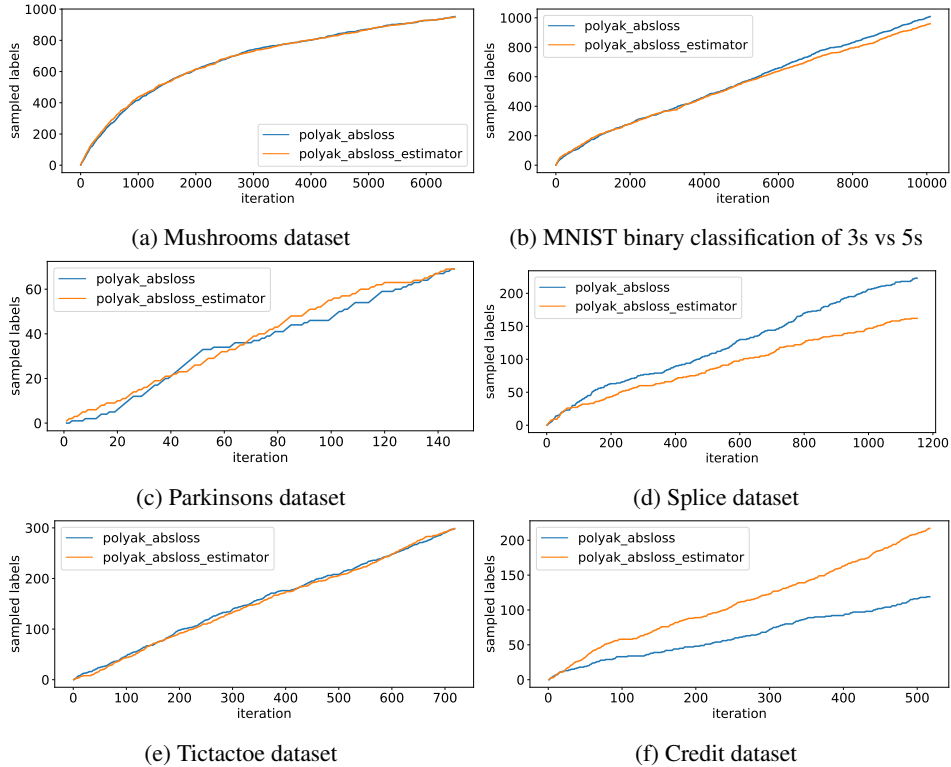 1000
800
600
400
200
0
sampled labels
polyak_absloss
polyak_absloss_estimator
0 1000 2000 3000 4000 5000 6000
iteration
(a) Mushrooms dataset
1000
800
600
400
200
0
sampled labels
polyak_absloss
polyak_absloss_estimator
0 2000 4000 6000 8000 10000
iteration
(b) MNIST binary classification of 3s vs 5s
60
40
20
0
sampled labels
polyak_absloss
polyak_absloss_estimator
0 20 40 60 80 100 120 140
iteration
(c) Parkinsons dataset
200
150
100
50
0
sampled labels
polyak_absloss
polyak_absloss_estimator
0 200 400 600 800 1000 1200
iteration
(d) Splice dataset
300
200
100
0
sampled labels
polyak_absloss
polyak_absloss_estimator
0 100 200 300 400 500 600 700
iteration
(e) Tictactoe dataset
200
150
100
50
0
sampled labels
polyak_absloss
polyak_absloss_estimator
0 100 200 300 400 500
iteration
(f) Credit dataset